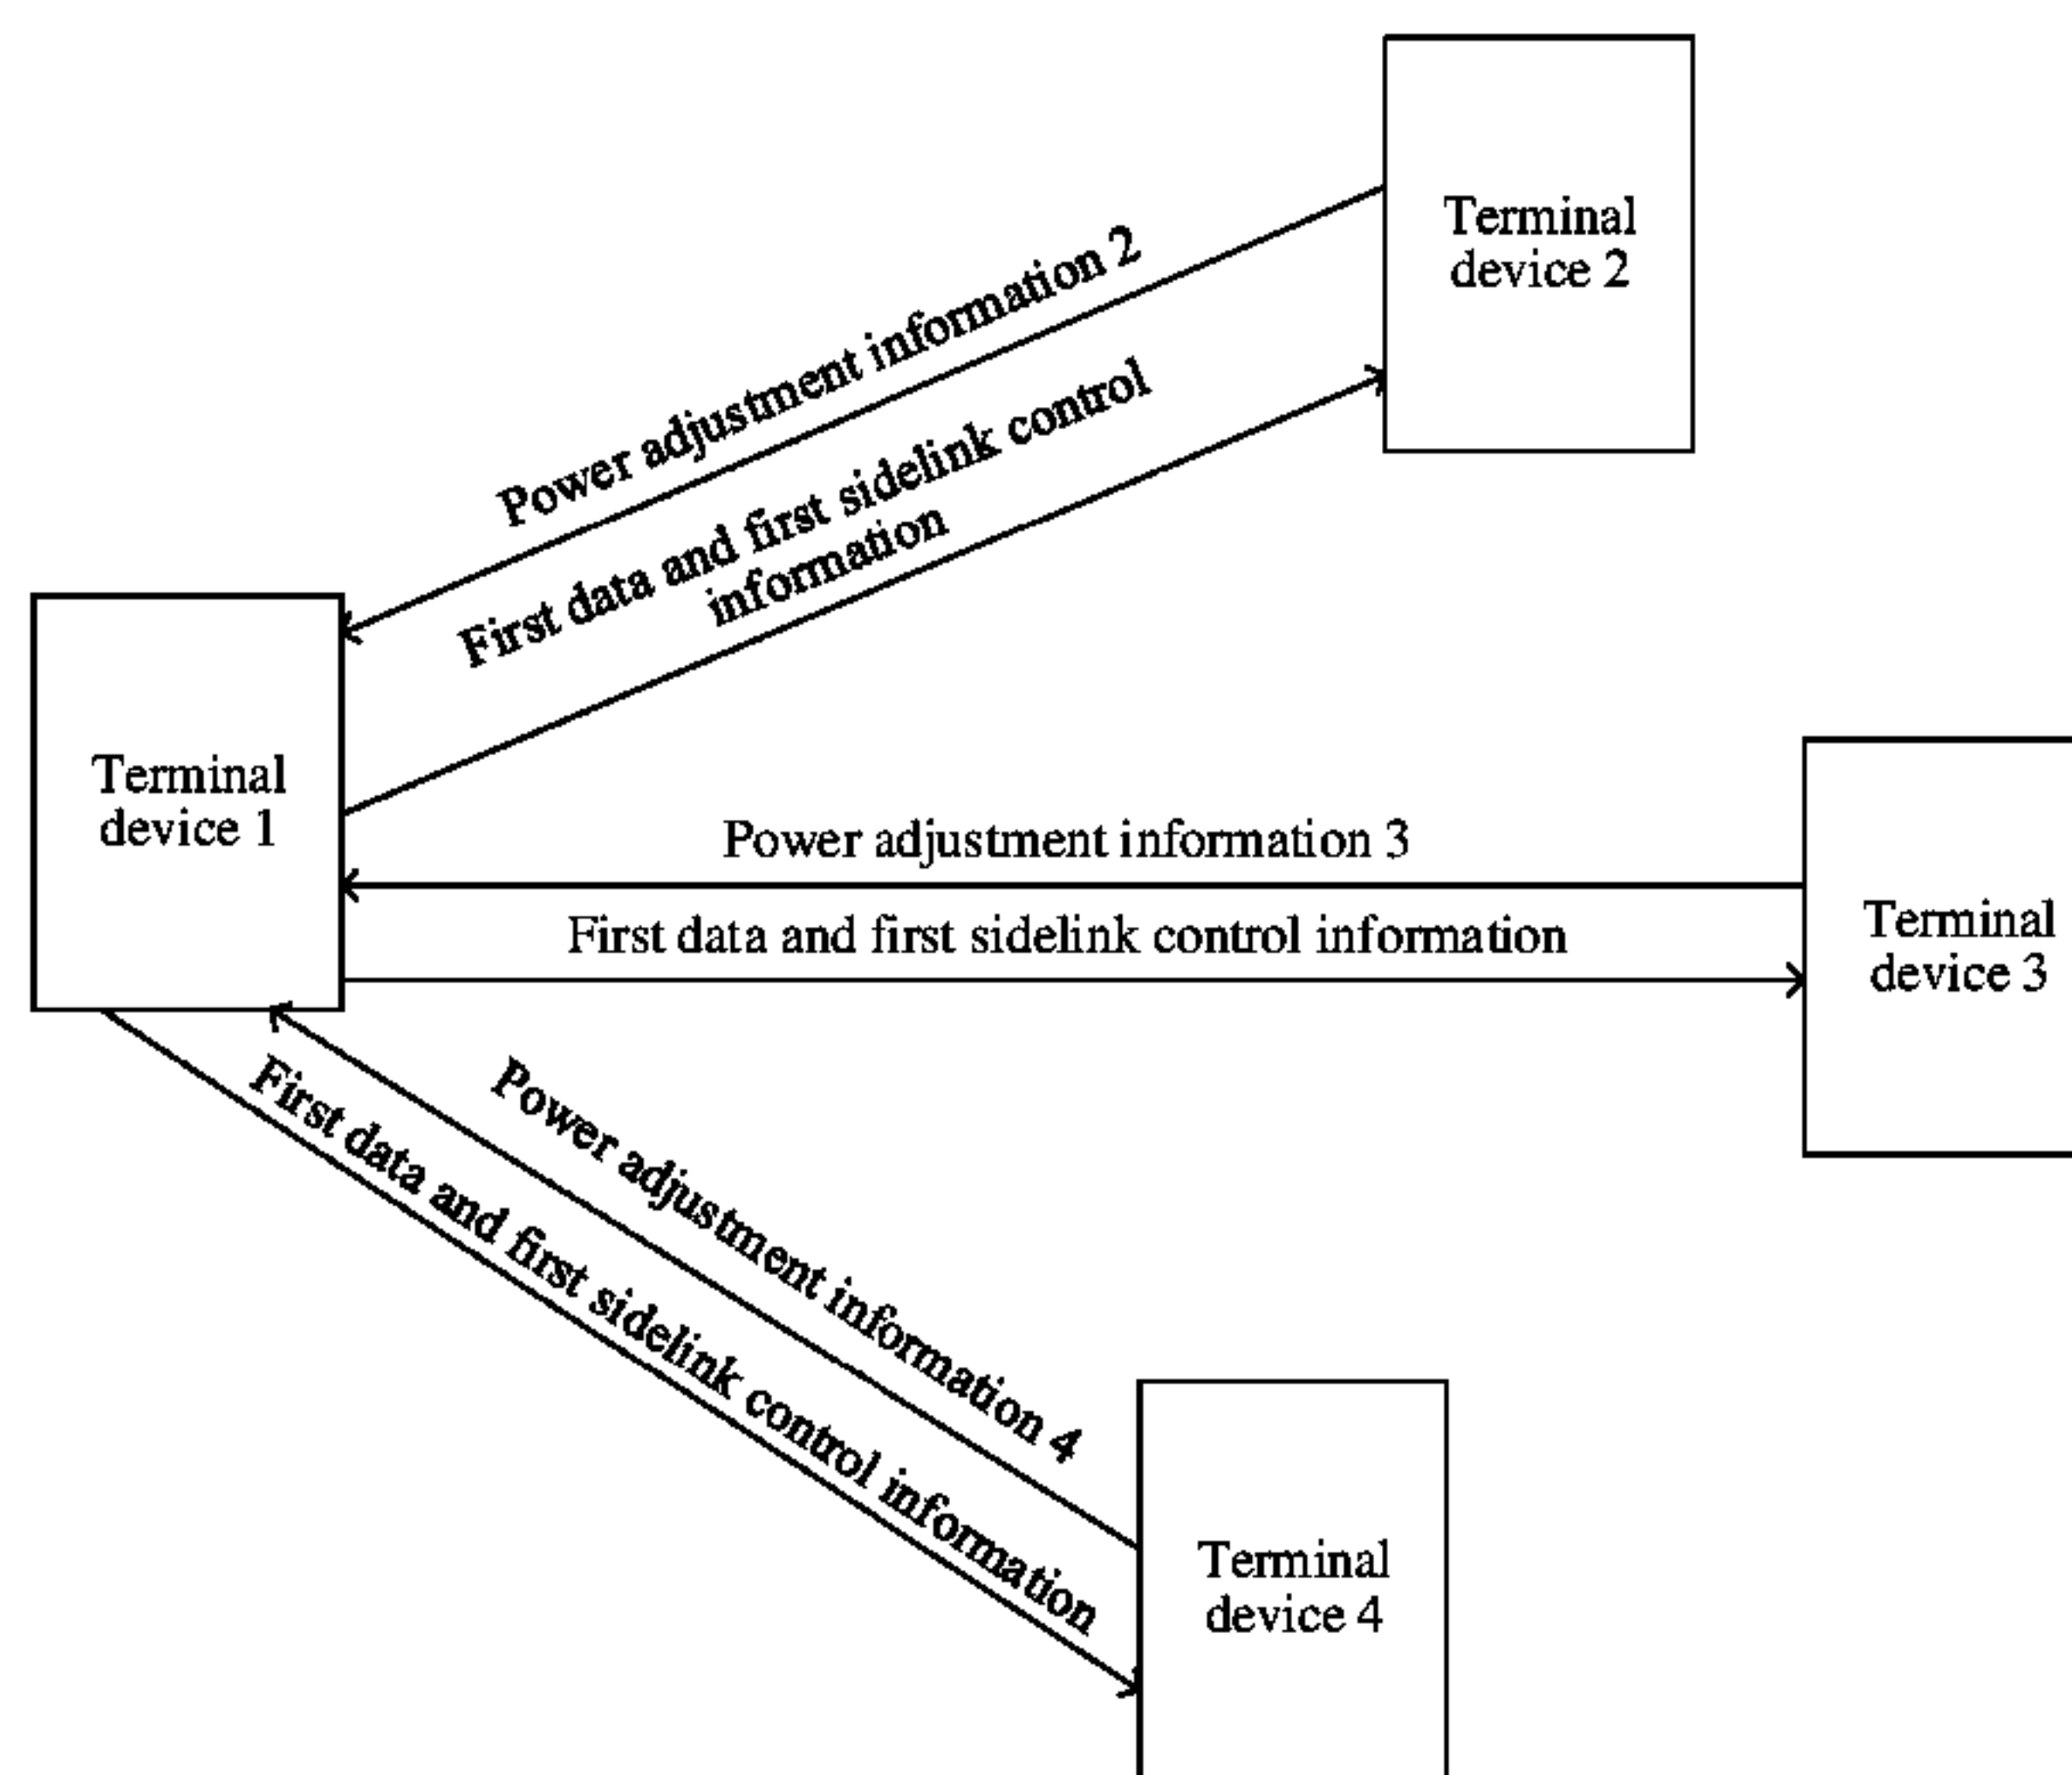 Terminal
device 2
Power adjustment information 2
First data and first sidelink control
information
Terminal
device 1
Power adjustment information 3
First data and first sidelink control information
Terminal
device 3
Power adjustment information 4
First data and first sidelink control information
Terminal
device 4